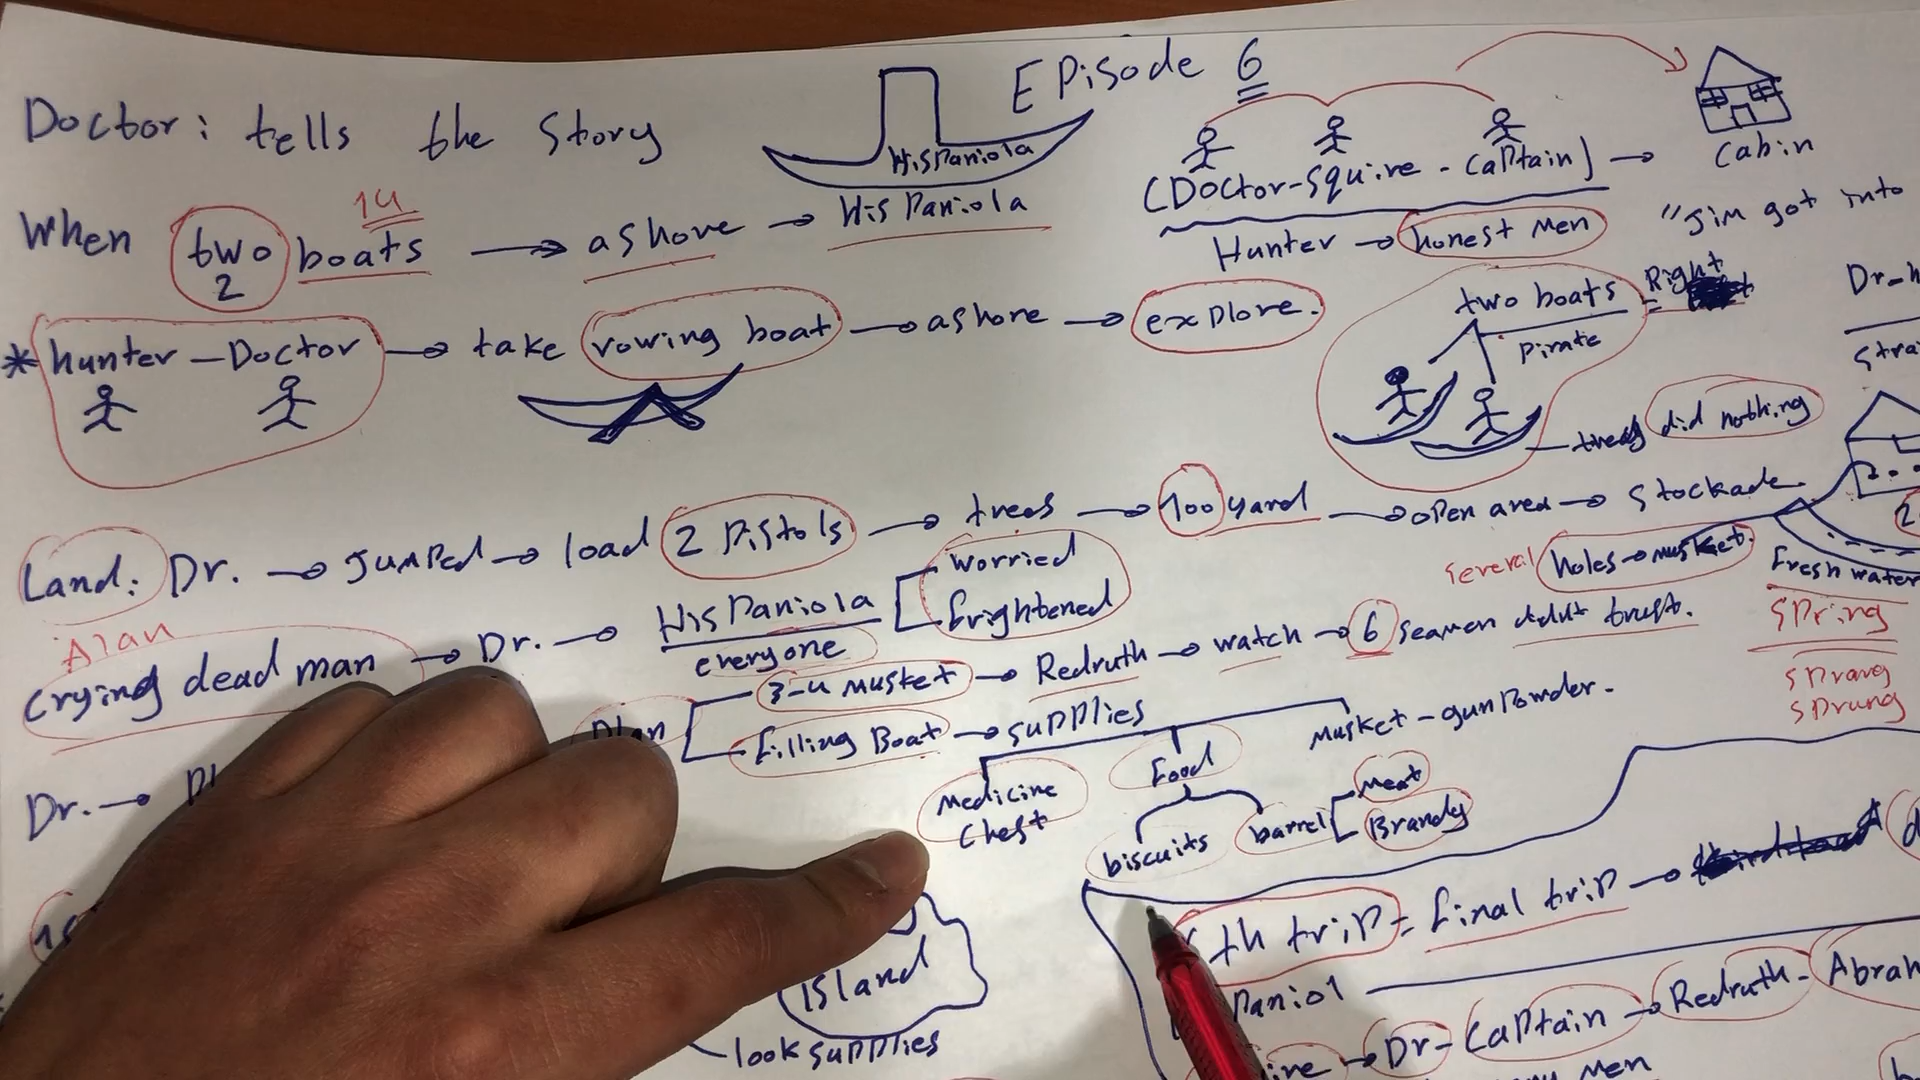 EPisode 6
Doctor: tells the Story
HisPaniola
(Doctor-Squire-captain) → Cabin
14
When two boats → ashore → HisPaniola
2
Hunter → honest men
"Jim got into
* hunter - Doctor → take rowing boat → ashore → explore.
two boats = Right
Pirate
Dr-h
Stra
they did nothing
Land: Dr. → Jumped → load 2 Pistols → trees → 100 yard → open area → Stockade.
Several holes → musket.
Fresh water
Spring
Sprang
Sprung
Alan
Crying dead man → Dr. → HisPaniola
everyone
worried
frightened
Plan
3-4 musket → Redruth → watch → 6 seamen didn't trust.
filling Boat → supplies
Dr. →
Medicine Chest
Food
Musket - gunpowder.
biscuits
barrel
Meat
Brandy
th trip = final trip →
Island
look supplies
Paniol
ire → Dr - Captain → Redruth - Abrah
Men